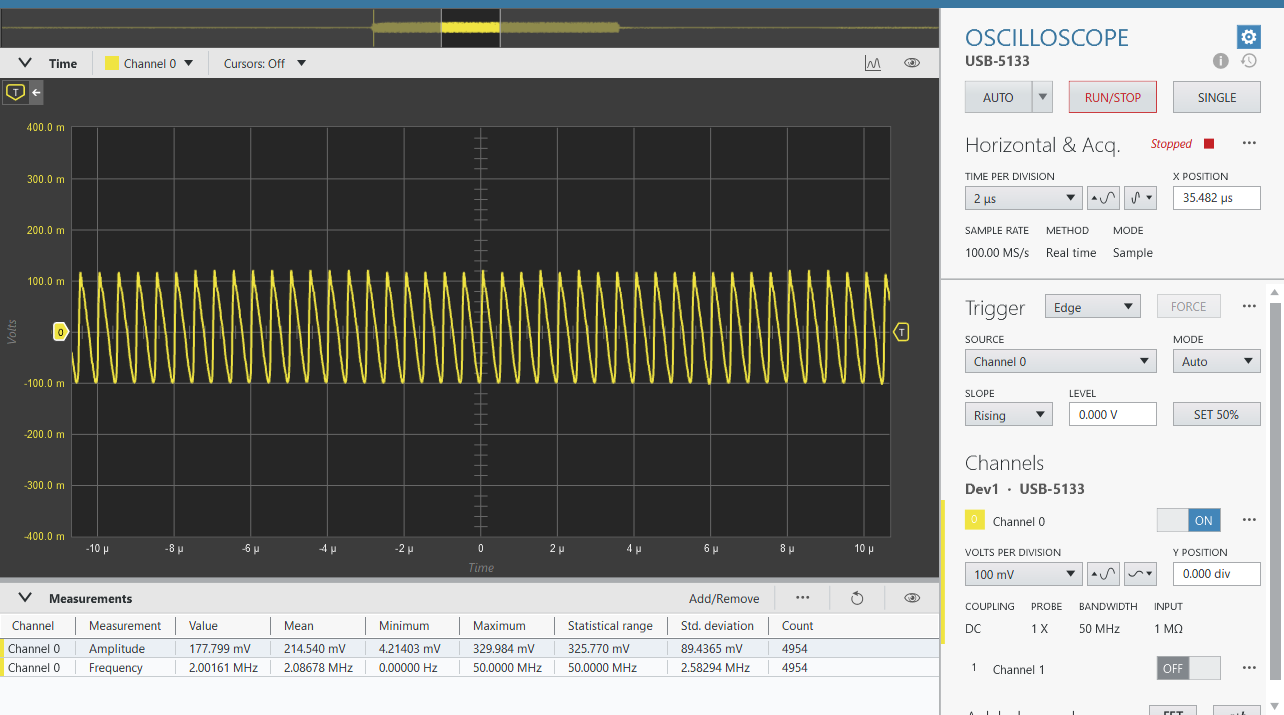 OSCILLOSCOPE
USB-5133
Time
Channel 0
Cursors: Off
T
AUTO
RUN/STOP
SINGLE
Horizontal & Acq.
Stopped
TIME PER DIVISION
X POSITION
2 µs
35.482 µs
SAMPLE RATE
METHOD
MODE
100.00 MS/s
Real time
Sample
400.0 m
300.0 m
200.0 m
100.0 m
0
-100.0 m
-200.0 m
-300.0 m
-400.0 m
Volts
T
-10 µ
-8 µ
-6 µ
-4 µ
-2 µ
0
2 µ
4 µ
6 µ
8 µ
10 µ
Time
Trigger
Edge
FORCE
SOURCE
MODE
Channel 0
Auto
SLOPE
LEVEL
Rising
0.000 V
SET 50%
Channels
Dev1 · USB-5133
0
Channel 0
ON
VOLTS PER DIVISION
Y POSITION
100 mV
0.000 div
COUPLING
PROBE
BANDWIDTH
INPUT
DC
1 X
50 MHz
1 MΩ
1
Channel 1
OFF
Measurements
Add/Remove
Channel Measurement Value Mean Minimum Maximum Statistical range Std. deviation Count
Channel 0 Amplitude 177.799 mV 214.540 mV 4.21403 mV 329.984 mV 325.770 mV 89.4365 mV 4954
Channel 0 Frequency 2.00161 MHz 2.08678 MHz 0.00000 Hz 50.0000 MHz 50.0000 MHz 2.58294 MHz 4954